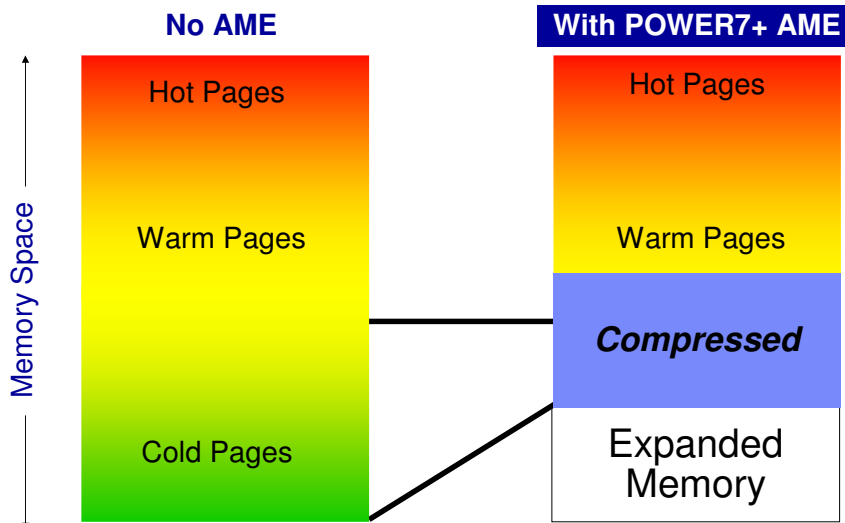 No AME
With POWER7+ AME
Hot Pages
Hot Pages
Memory Space
Warm Pages
Warm Pages
Compressed
Cold Pages
Expanded
Memory